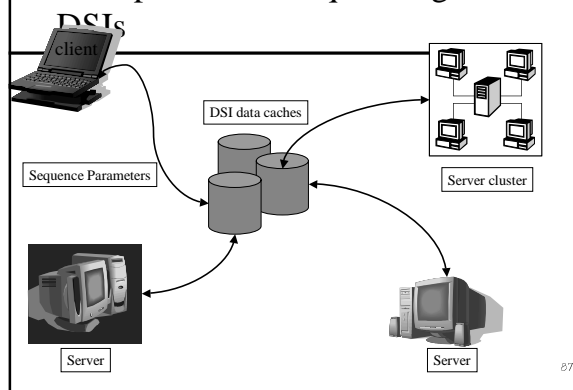 DSIs
client
DSI data caches
Sequence Parameters
Server cluster
Server
Server
87